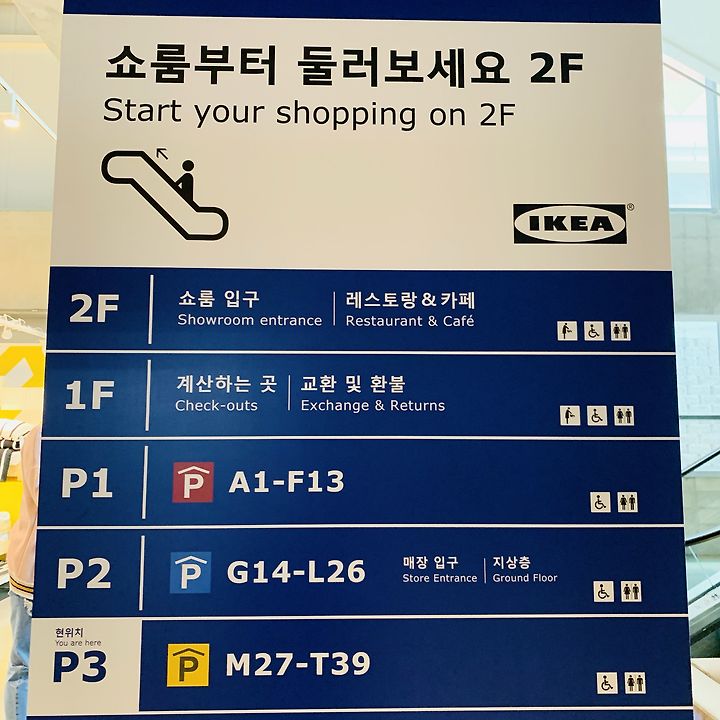 쇼룸부터 둘러보세요 2F
Start your shopping on 2F
IKEA®
2F 쇼룸 입구 레스토랑&카페
Showroom entrance Restaurant & Café
1F 계산하는 곳 교환 및 환불
Check-outs Exchange & Returns
P1 P A1-F13
P2 P G14-L26 매장 입구 지상층
Store Entrance Ground Floor
현위치
You are here
P3 P M27-T39